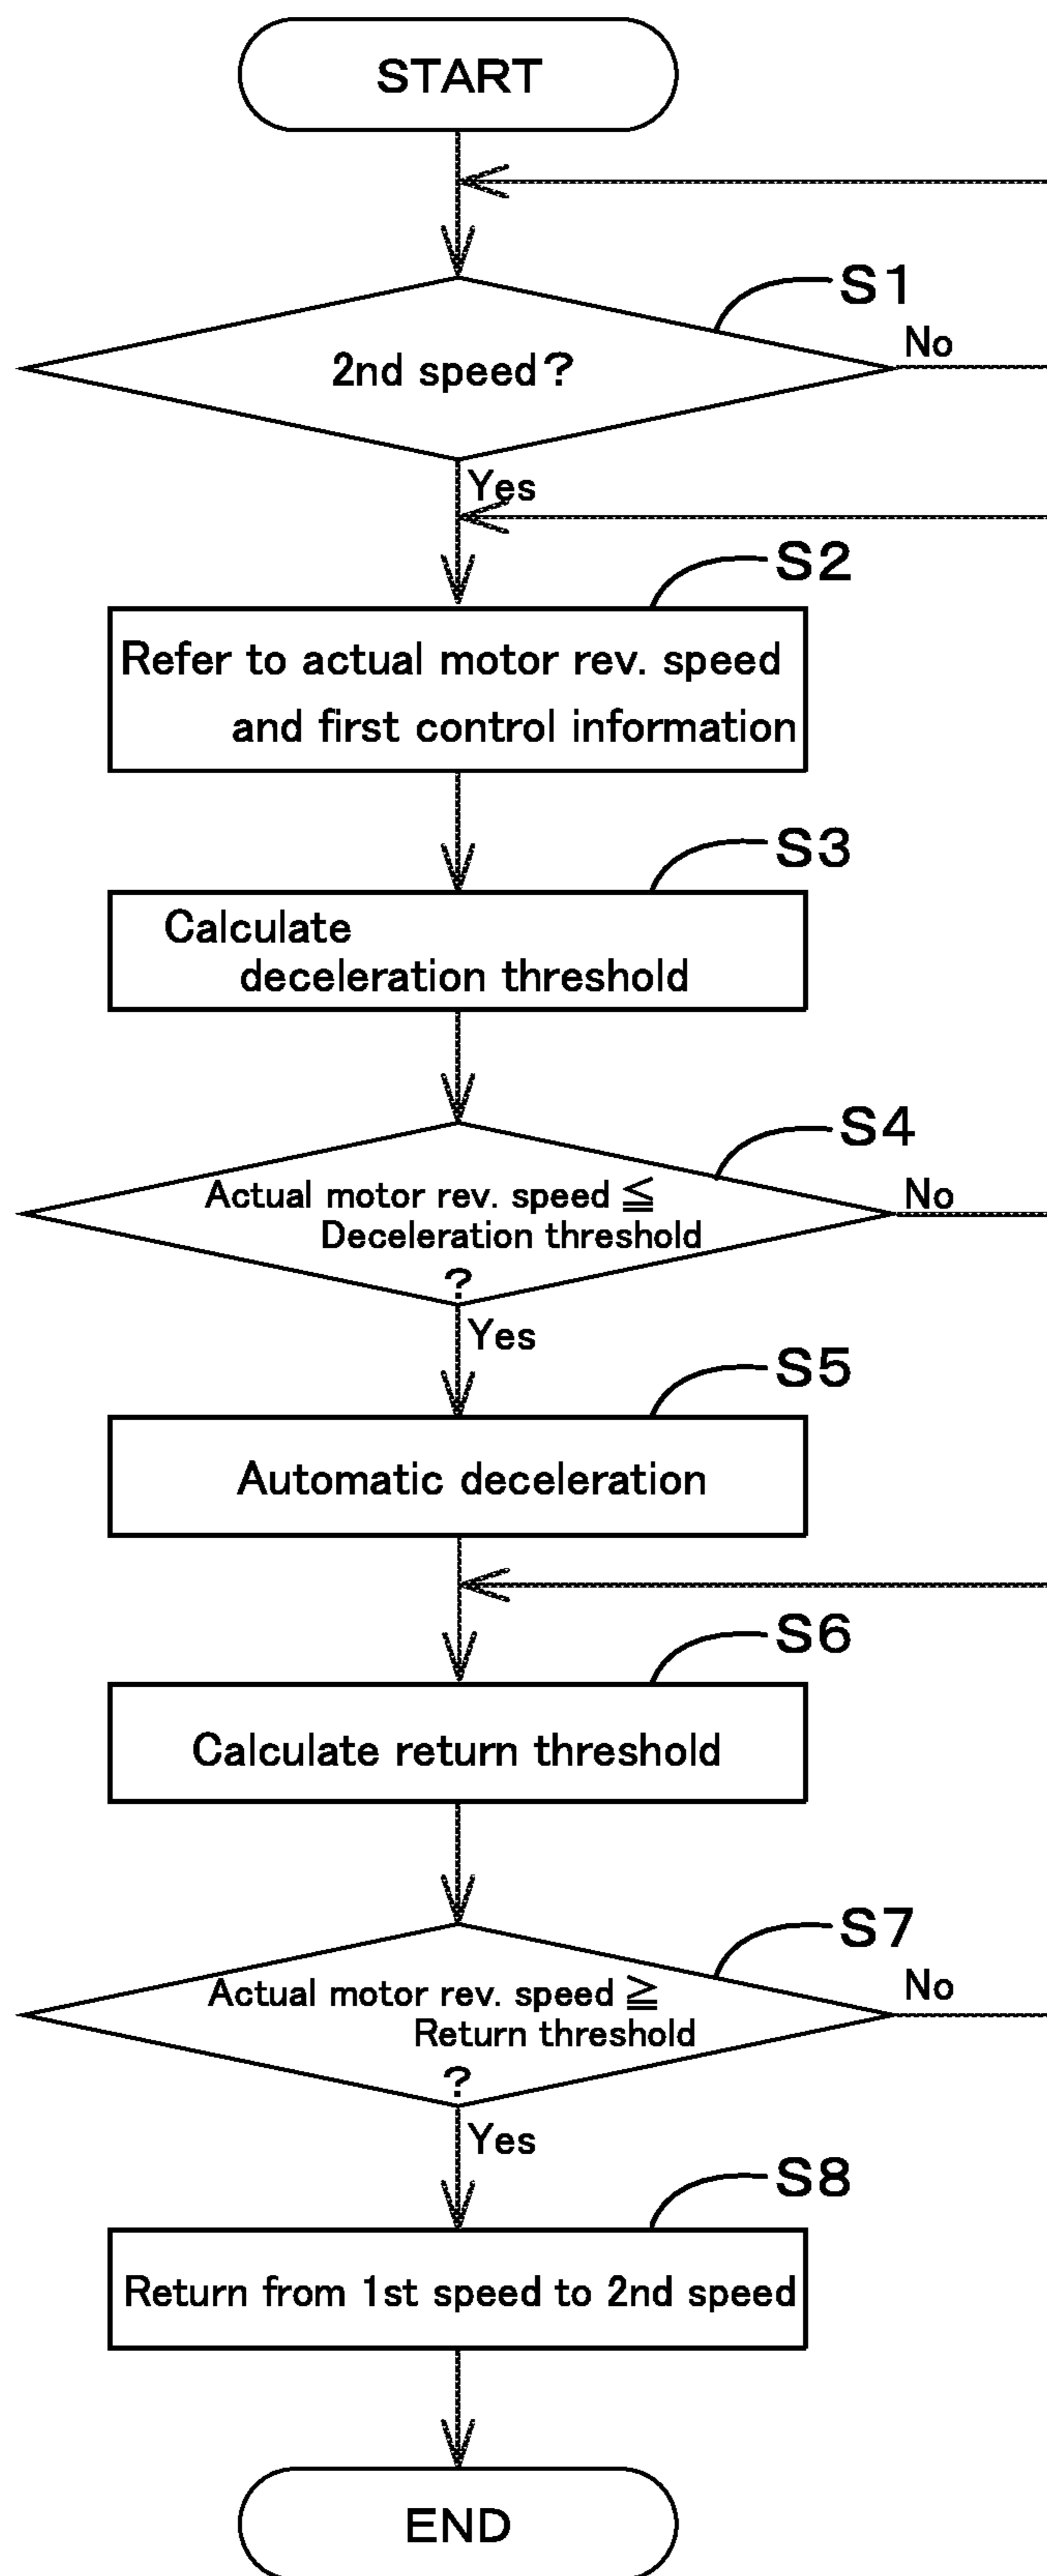 START
S1
2nd speed?
No
Yes
S2
Refer to actual motor rev. speed
and first control information
S3
Calculate
deceleration threshold
S4
Actual motor rev. speed ≦
No
Deceleration threshold
?
Yes
S5
Automatic deceleration
S6
Calculate return threshold
S7
Actual motor rev. speed ≧
No
Return threshold
?
Yes
S8
Return from 1st speed to 2nd speed
END